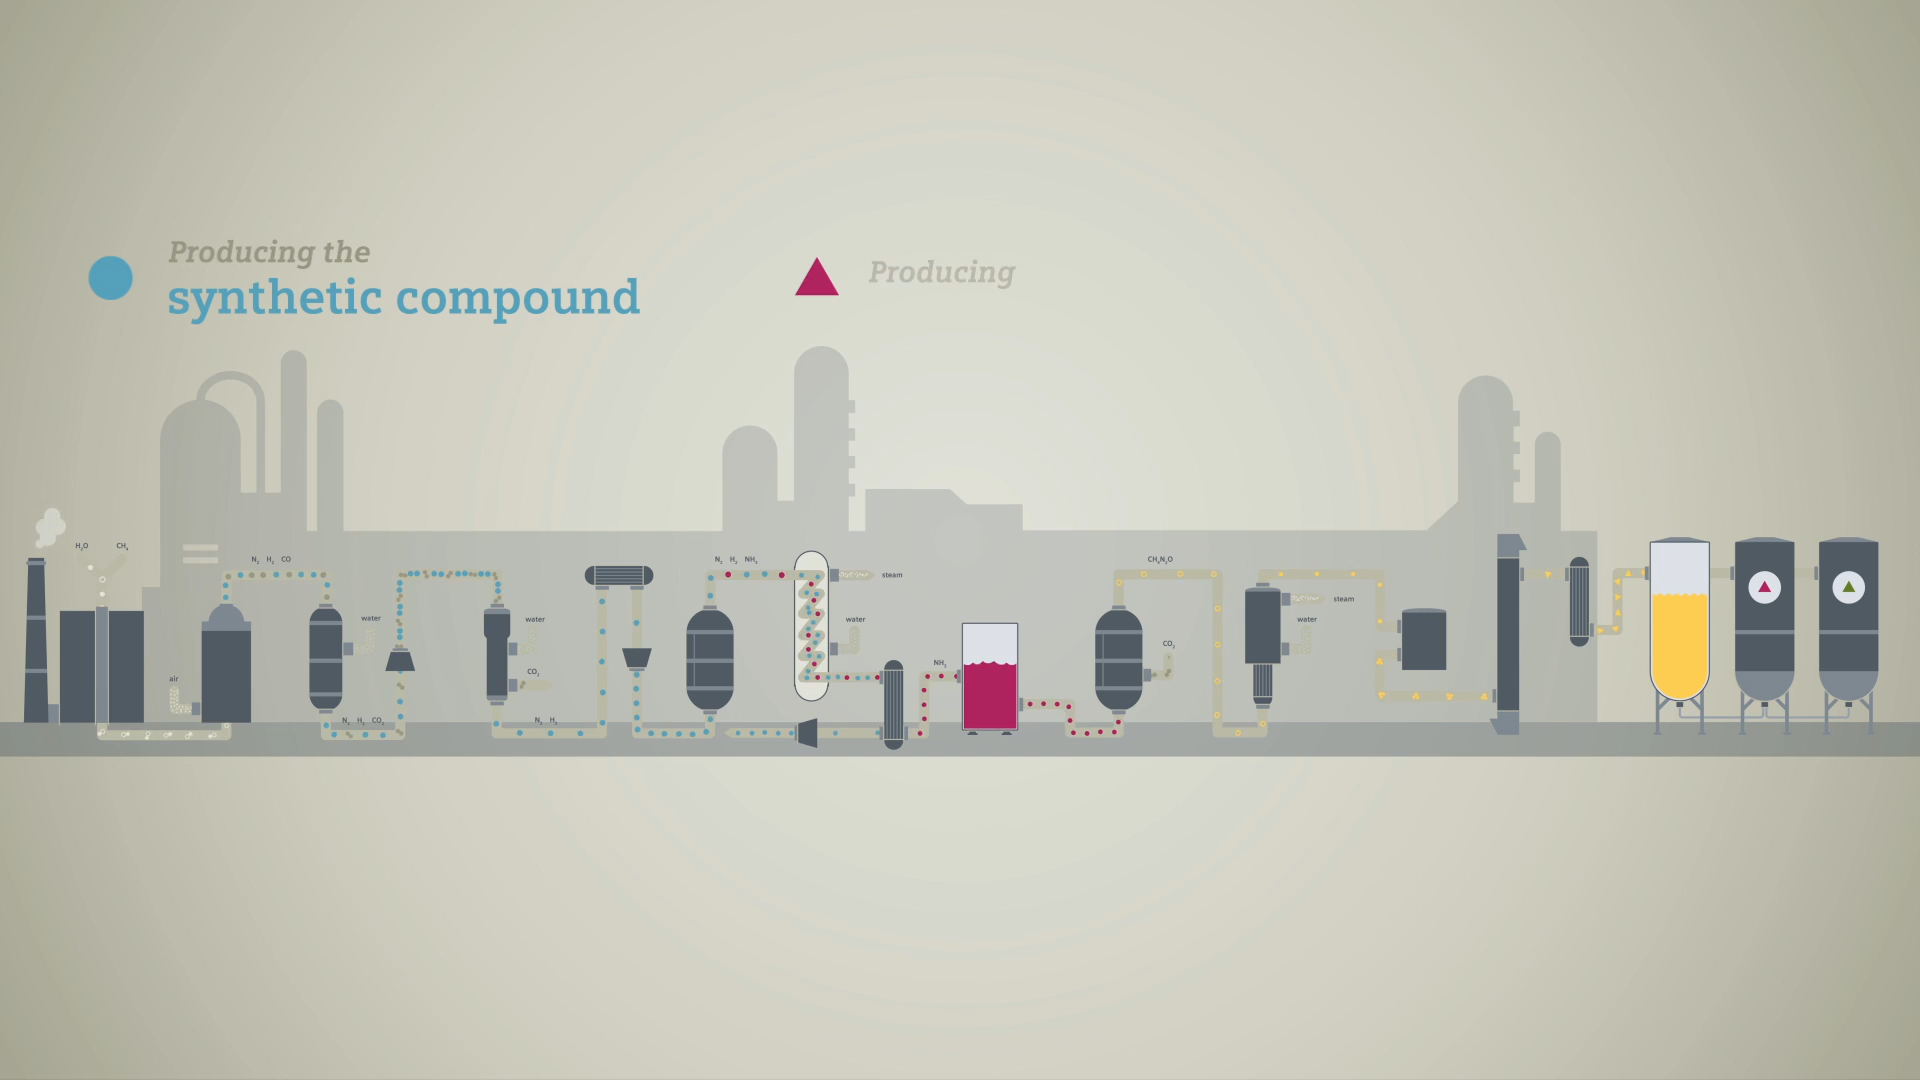 Producing the
synthetic compound
Producing
H₂O
CH₄
N₂ H₂ CO
N₂ H₂ NH₃
CH₄N₂O
steam
steam
water
water
water
water
CO₂
NH₃
CO₂
air
N₂ H₂ CO₂
N₂ H₂